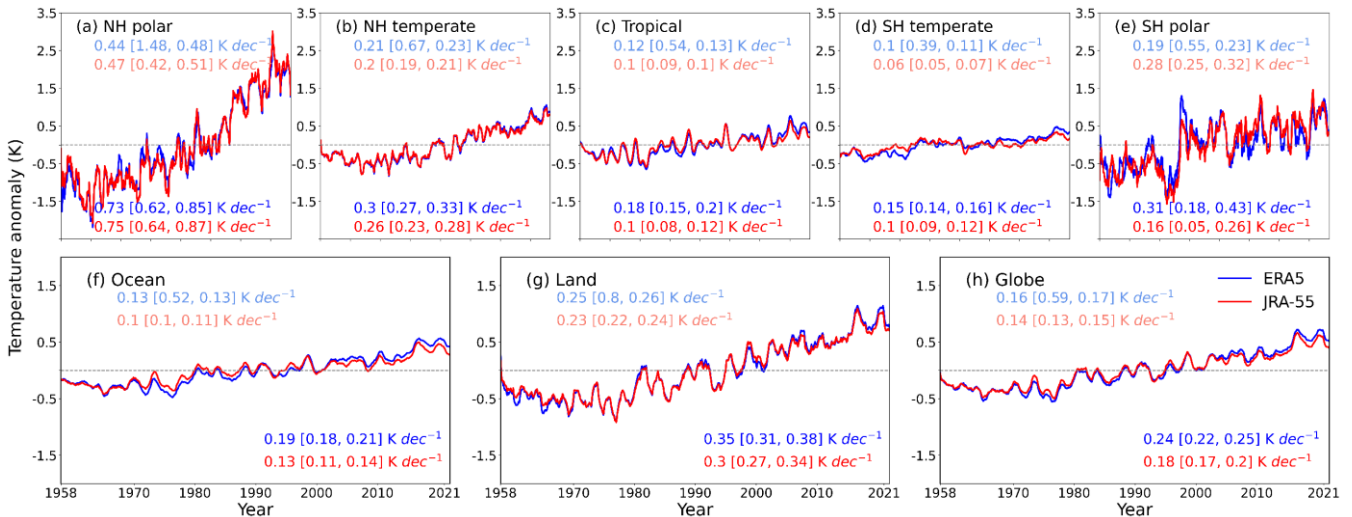 (a) NH polar
0.44 [1.48, 0.48] K dec⁻¹
0.47 [0.42, 0.51] K dec⁻¹
0.73 [0.62, 0.85] K dec⁻¹
0.75 [0.64, 0.87] K dec⁻¹
3.5
2.5
1.5
0.5
-0.5
-1.5
(b) NH temperate
0.21 [0.67, 0.23] K dec⁻¹
0.2 [0.19, 0.21] K dec⁻¹
0.3 [0.27, 0.33] K dec⁻¹
0.26 [0.23, 0.28] K dec⁻¹
3.5
2.5
1.5
0.5
-0.5
-1.5
(c) Tropical
0.12 [0.54, 0.13] K dec⁻¹
0.1 [0.09, 0.1] K dec⁻¹
0.18 [0.15, 0.2] K dec⁻¹
0.1 [0.08, 0.12] K dec⁻¹
3.5
2.5
1.5
0.5
-0.5
-1.5
(d) SH temperate
0.1 [0.39, 0.11] K dec⁻¹
0.06 [0.05, 0.07] K dec⁻¹
0.15 [0.14, 0.16] K dec⁻¹
0.1 [0.09, 0.12] K dec⁻¹
3.5
2.5
1.5
0.5
-0.5
-1.5
(e) SH polar
0.19 [0.55, 0.23] K dec⁻¹
0.28 [0.25, 0.32] K dec⁻¹
0.31 [0.18, 0.43] K dec⁻¹
0.16 [0.05, 0.26] K dec⁻¹
3.5
2.5
1.5
0.5
-0.5
-1.5
Temperature anomaly (K)
(f) Ocean
0.13 [0.52, 0.13] K dec⁻¹
0.1 [0.1, 0.11] K dec⁻¹
0.19 [0.18, 0.21] K dec⁻¹
0.13 [0.11, 0.14] K dec⁻¹
1.5
0.5
-0.5
-1.5
1958 1970 1980 1990 2000 2021
Year
(g) Land
0.25 [0.8, 0.26] K dec⁻¹
0.23 [0.22, 0.24] K dec⁻¹
0.35 [0.31, 0.38] K dec⁻¹
0.3 [0.27, 0.34] K dec⁻¹
1.5
0.5
-0.5
-1.5
1958 1970 1980 1990 2000 2010 2021
Year
(h) Globe
0.16 [0.59, 0.17] K dec⁻¹
0.14 [0.13, 0.15] K dec⁻¹
ERA5
JRA-55
0.24 [0.22, 0.25] K dec⁻¹
0.18 [0.17, 0.2] K dec⁻¹
1.5
0.5
-0.5
-1.5
1958 1970 1980 1990 2000 2010 2021
Year